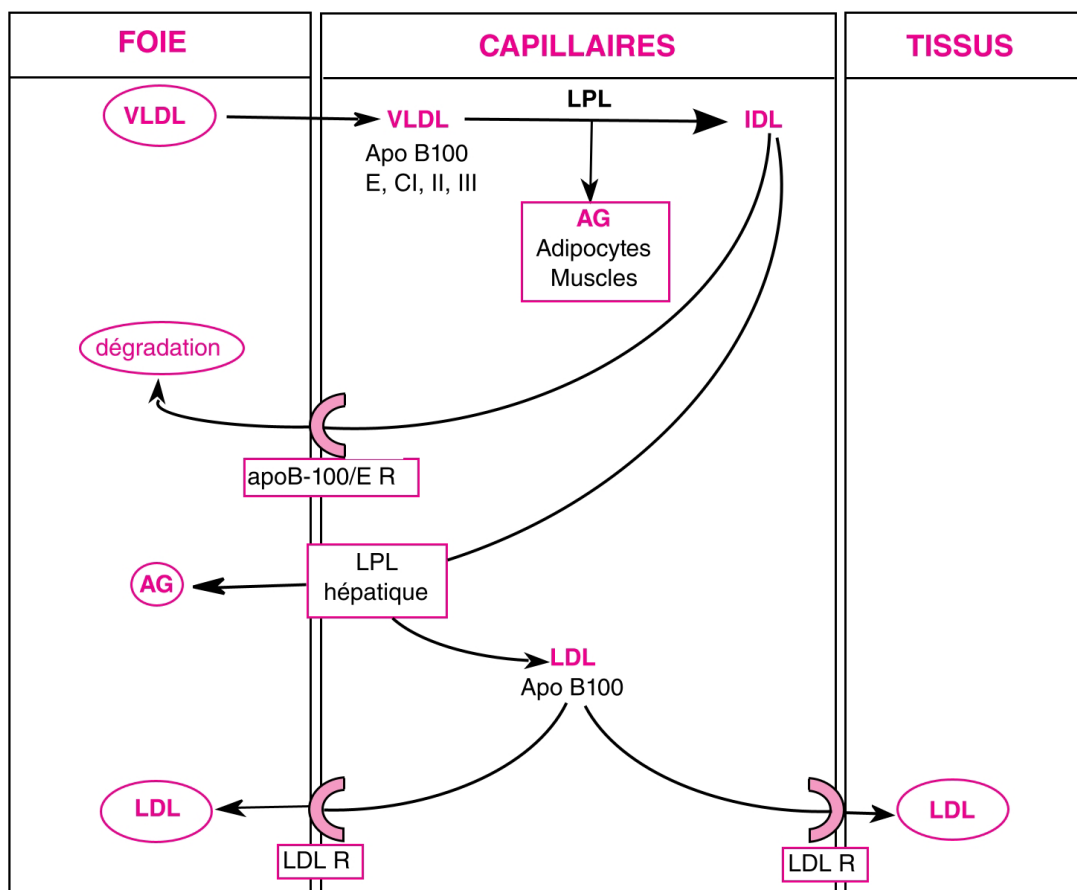 FOIE
CAPILLAIRES
TISSUS
VLDL
VLDL
LPL
IDL
Apo B100
E, CI, II, III
AG
Adipocytes
Muscles
dégradation
apoB-100/E R
AG
LPL
hépatique
LDL
Apo B100
LDL
LDL
LDL R
LDL R